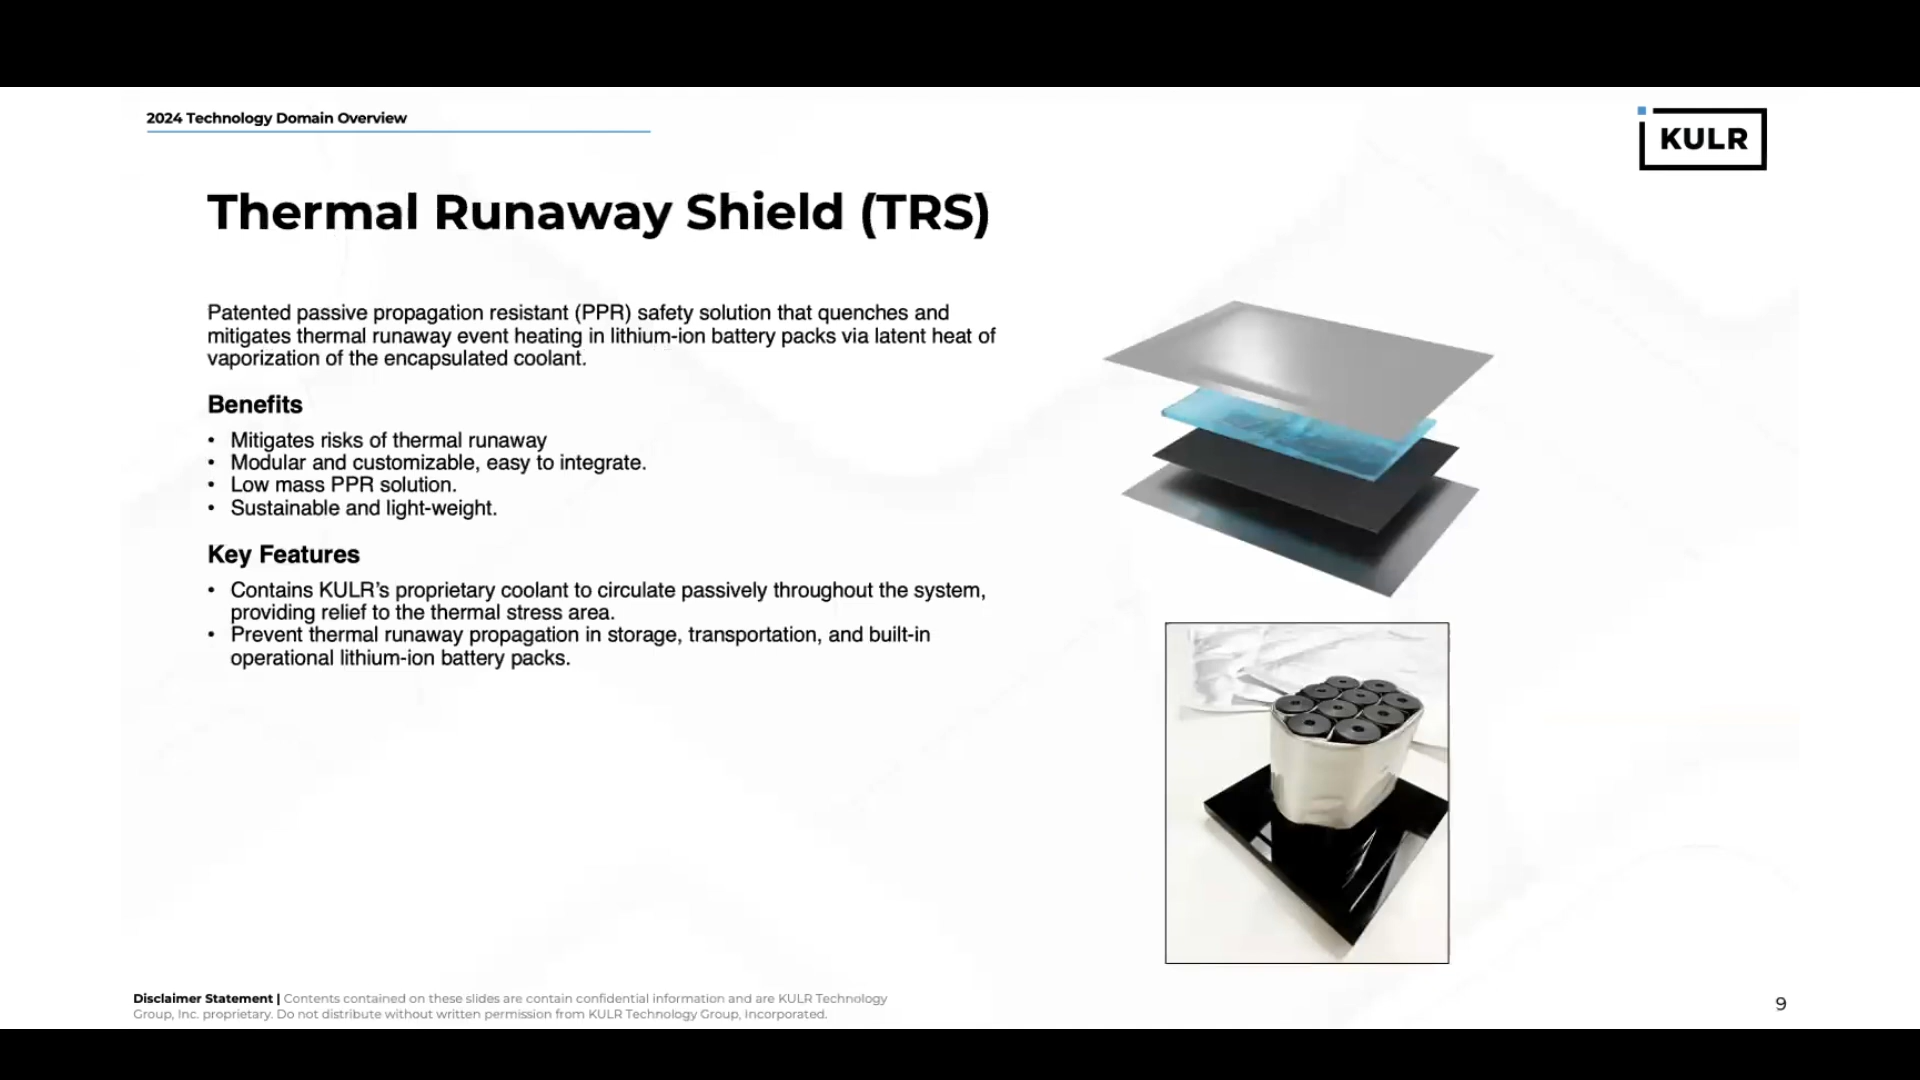 2024 Technology Domain Overview
KULR
Thermal Runaway Shield (TRS)
Patented passive propagation resistant (PPR) safety solution that quenches and
mitigates thermal runaway event heating in lithium-ion battery packs via latent heat of
vaporization of the encapsulated coolant.
Benefits
• Mitigates risks of thermal runaway
• Modular and customizable, easy to integrate.
• Low mass PPR solution.
• Sustainable and light-weight.
Key Features
• Contains KULR’s proprietary coolant to circulate passively throughout the system,
providing relief to the thermal stress area.
• Prevent thermal runaway propagation in storage, transportation, and built-in
operational lithium-ion battery packs.
Disclaimer Statement | Contents contained on these slides are contain confidential information and are KULR Technology
Group, Inc. proprietary. Do not distribute without written permission from KULR Technology Group, Incorporated.
9